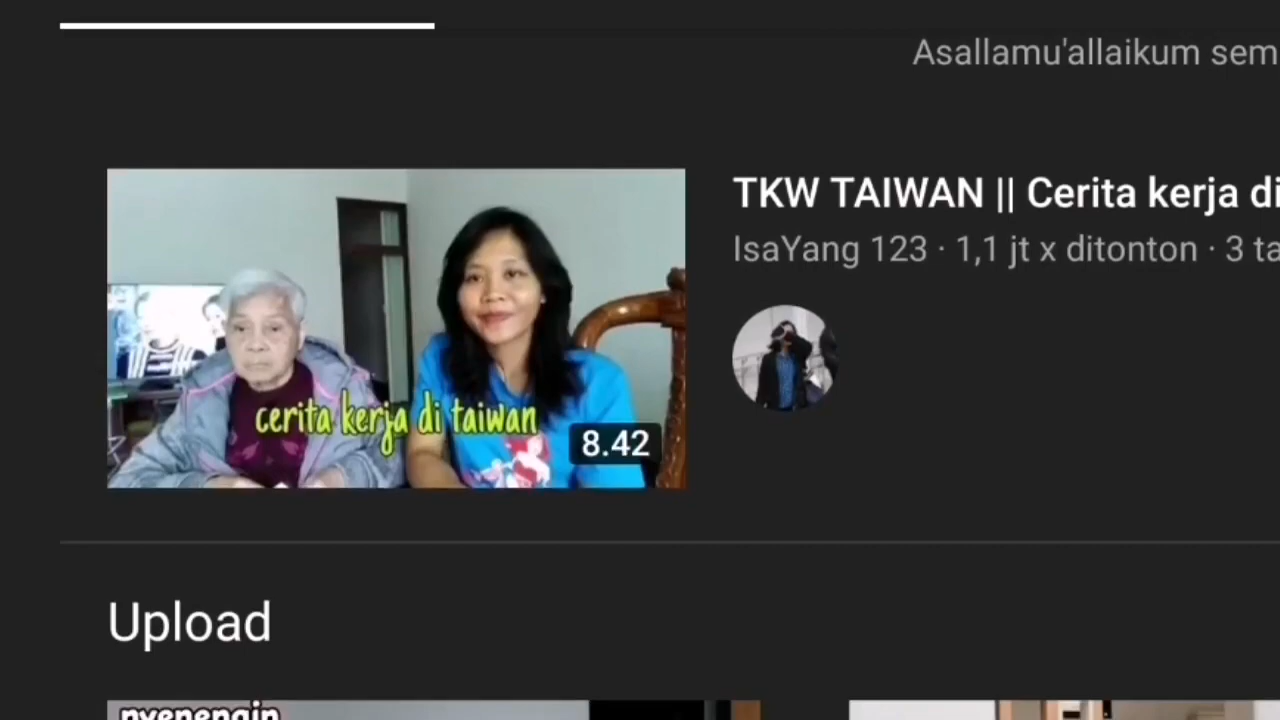 Asallamu'allaikum sem
TKW TAIWAN || Cerita kerja di
IsaYang 123 · 1,1 jt x ditonton · 3 ta
cerita kerja di taiwan
8.42
Upload
nyenengin